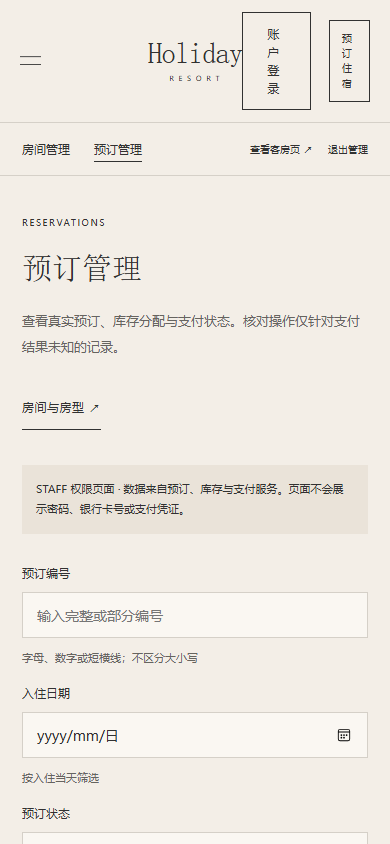 Holiday
RESORT
账户登录
预订住宿
房间管理
预订管理
查看客房页 ↗
退出管理
RESERVATIONS
预订管理
查看真实预订、库存分配与支付状态。核对操作仅针对支付
结果未知的记录。
房间与房型 ↗
STAFF 权限页面 · 数据来自预订、库存与支付服务。页面不会展
示密码、银行卡号或支付凭证。
预订编号
输入完整或部分编号
字母、数字或短横线；不区分大小写
入住日期
yyyy/mm/日
按入住当天筛选
预订状态